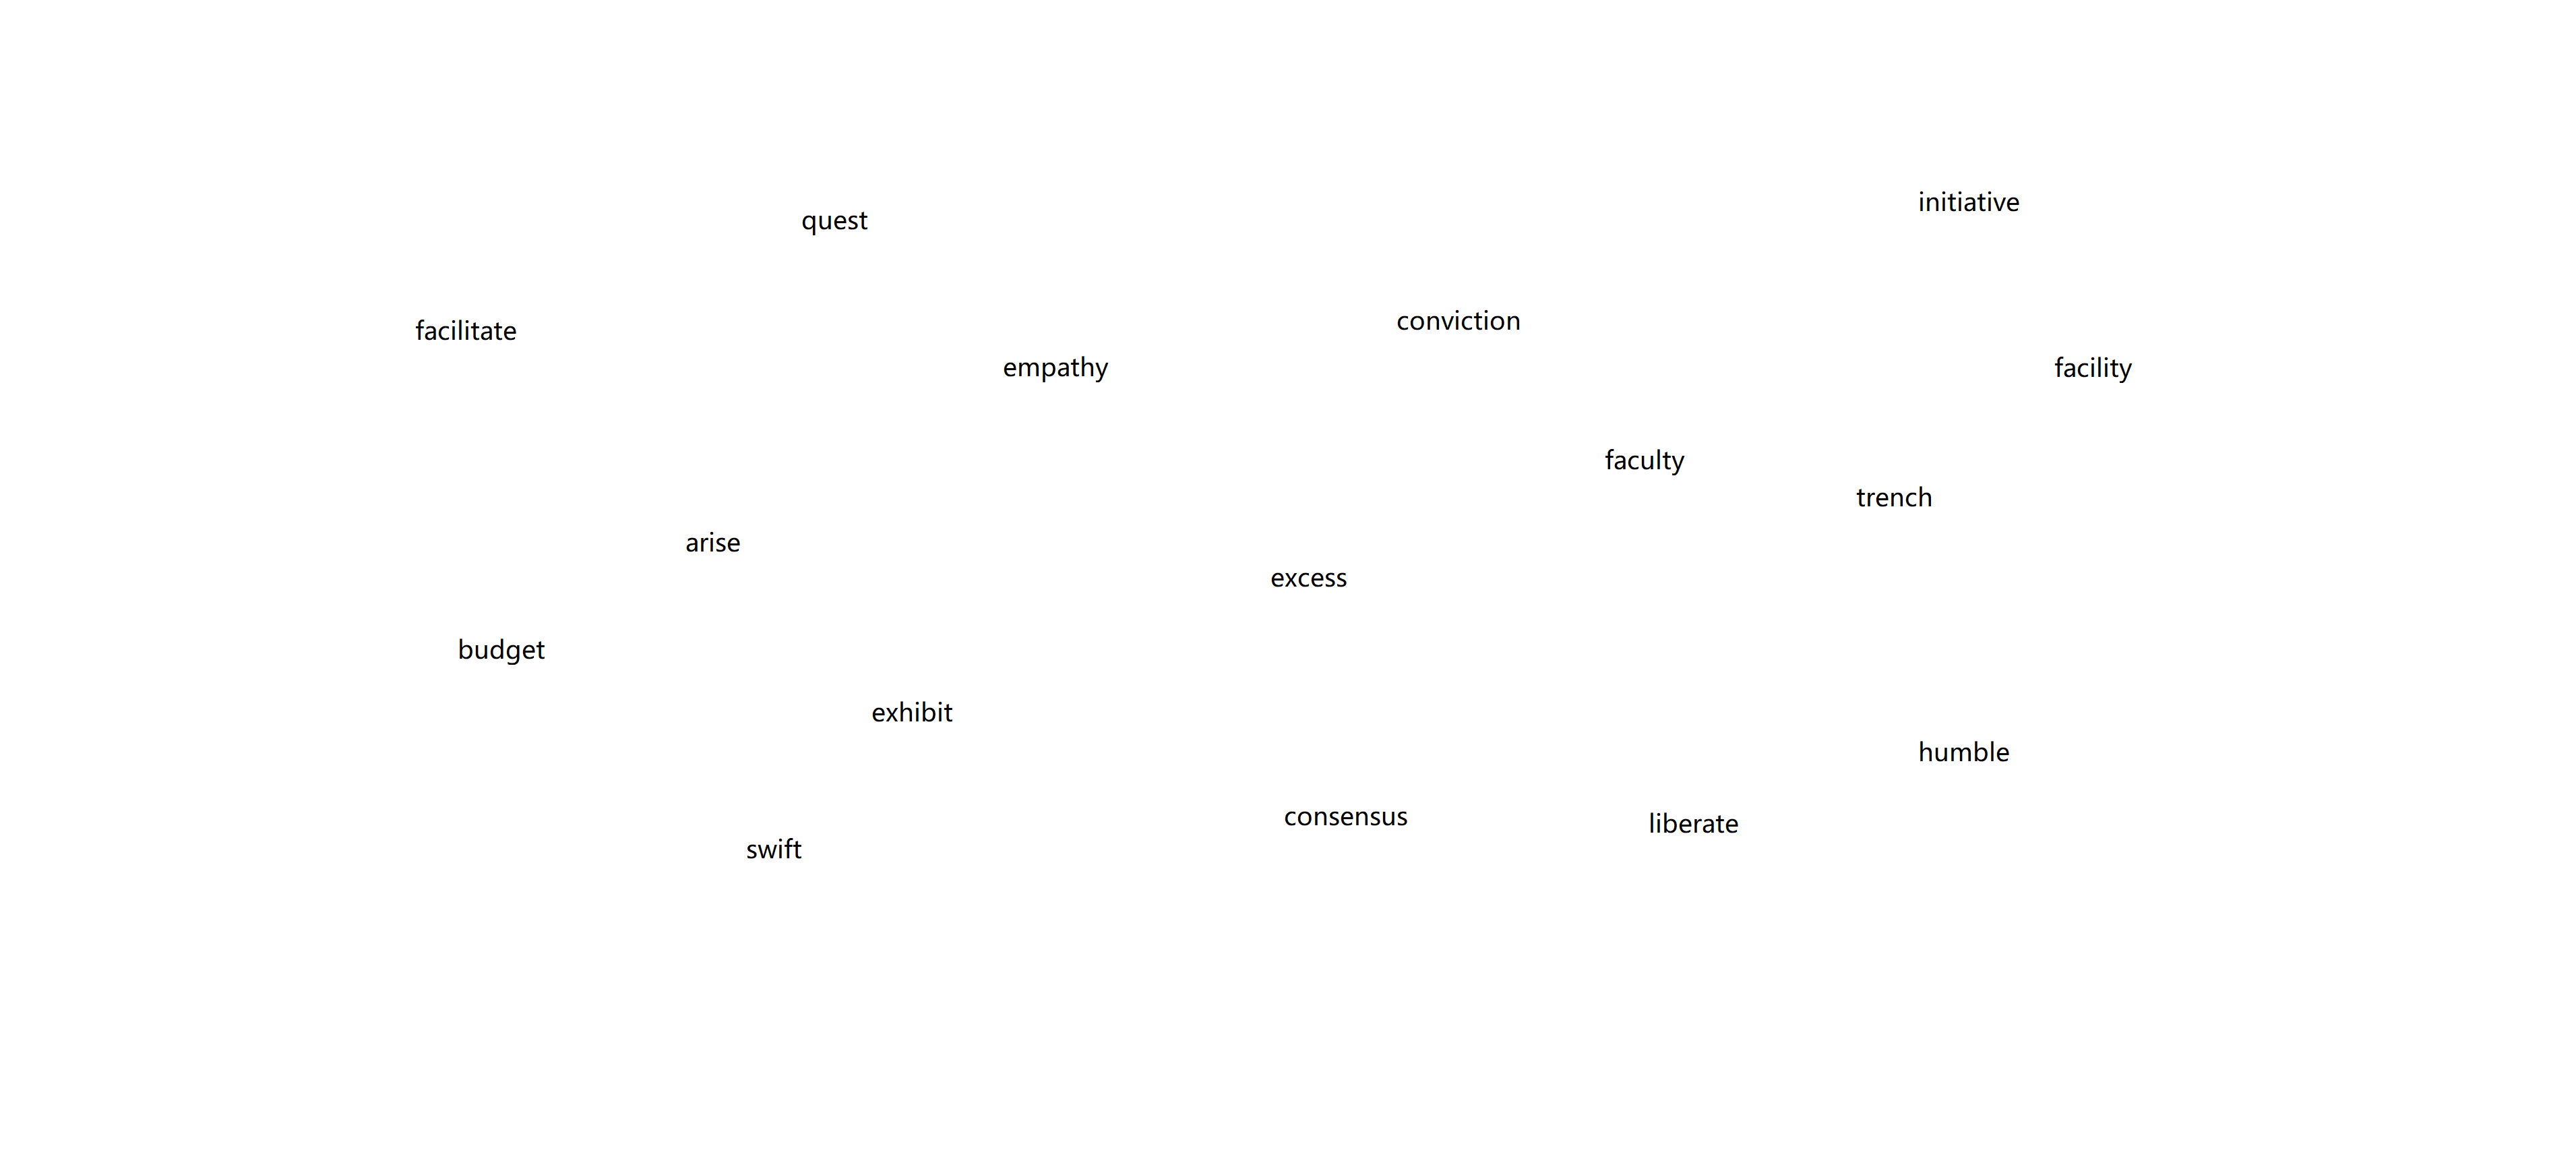 initiative
quest
conviction
facilitate
empathy
facility
faculty
trench
arise
excess
budget
exhibit
humble
consensus
liberate
swift